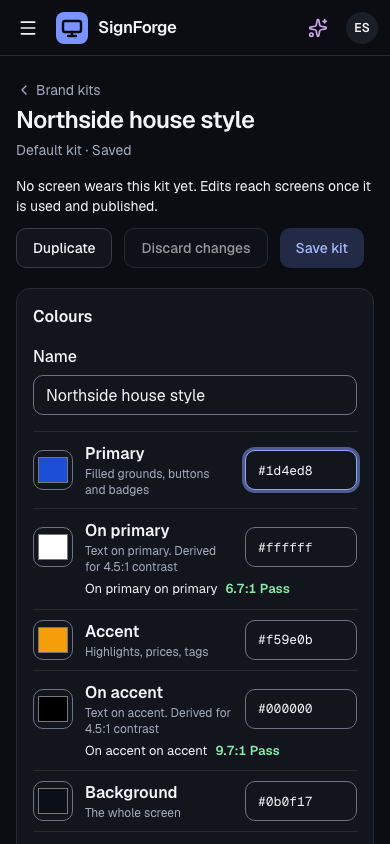 SignForge
ES
Brand kits
Northside house style
Default kit · Saved
No screen wears this kit yet. Edits reach screens once it
is used and published.
Duplicate
Discard changes
Save kit
Colours
Name
Northside house style
Primary
Filled grounds, buttons
and badges
#1d4ed8
On primary
Text on primary. Derived
for 4.5:1 contrast
#ffffff
On primary on primary 6.7:1 Pass
Accent
Highlights, prices, tags
#f59e0b
On accent
Text on accent. Derived for
4.5:1 contrast
#000000
On accent on accent 9.7:1 Pass
Background
The whole screen
#0b0f17